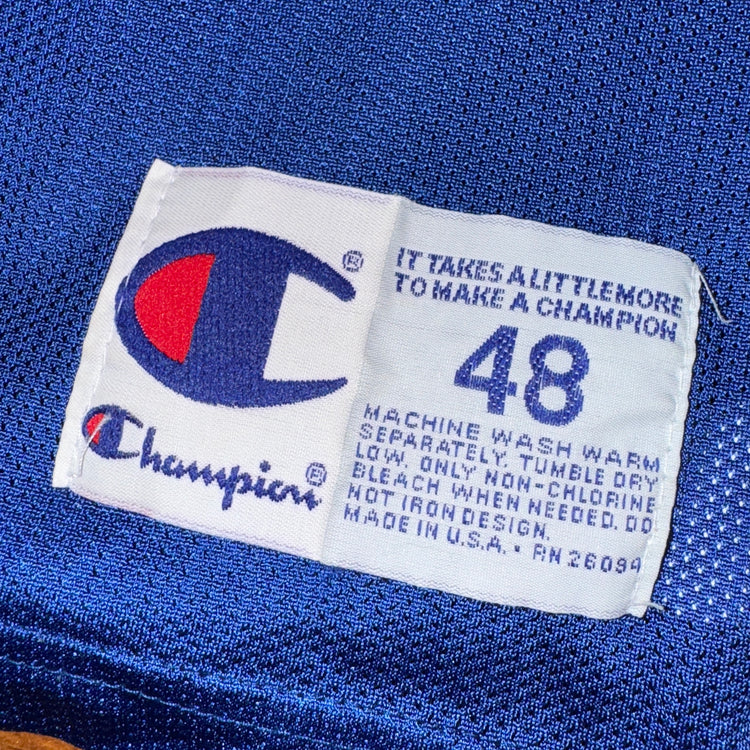 ®
Champion®
IT TAKES A LITTLE MORE
TO MAKE A CHAMPION
48
MACHINE WASH WARM
SEPARATELY. TUMBLE DRY
LOW. ONLY NON-CHLORINE
BLEACH WHEN NEEDED. DO
NOT IRON DESIGN.
MADE IN U.S.A. • RN 26094